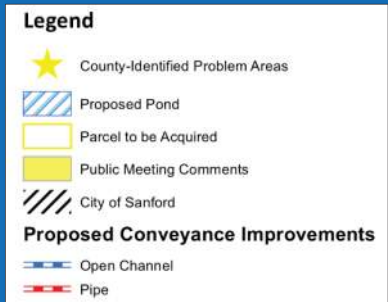 Legend
County-Identified Problem Areas
Proposed Pond
Parcel to be Acquired
Public Meeting Comments
City of Sanford
Proposed Conveyance Improvements
Open Channel
Pipe